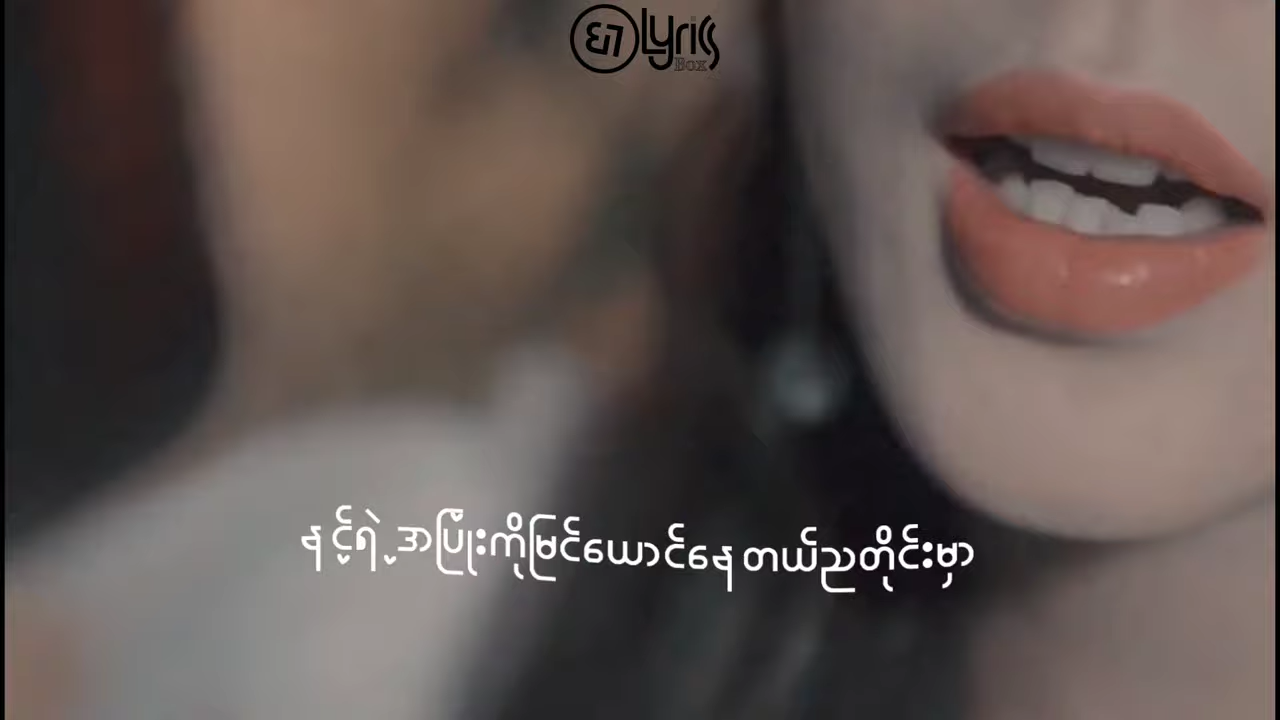 ဧာ Lyrics
Box
နင့်ရဲ့အပြုံးကိုမြင်ယောင်နေတယ်ညတိုင်းမှာ